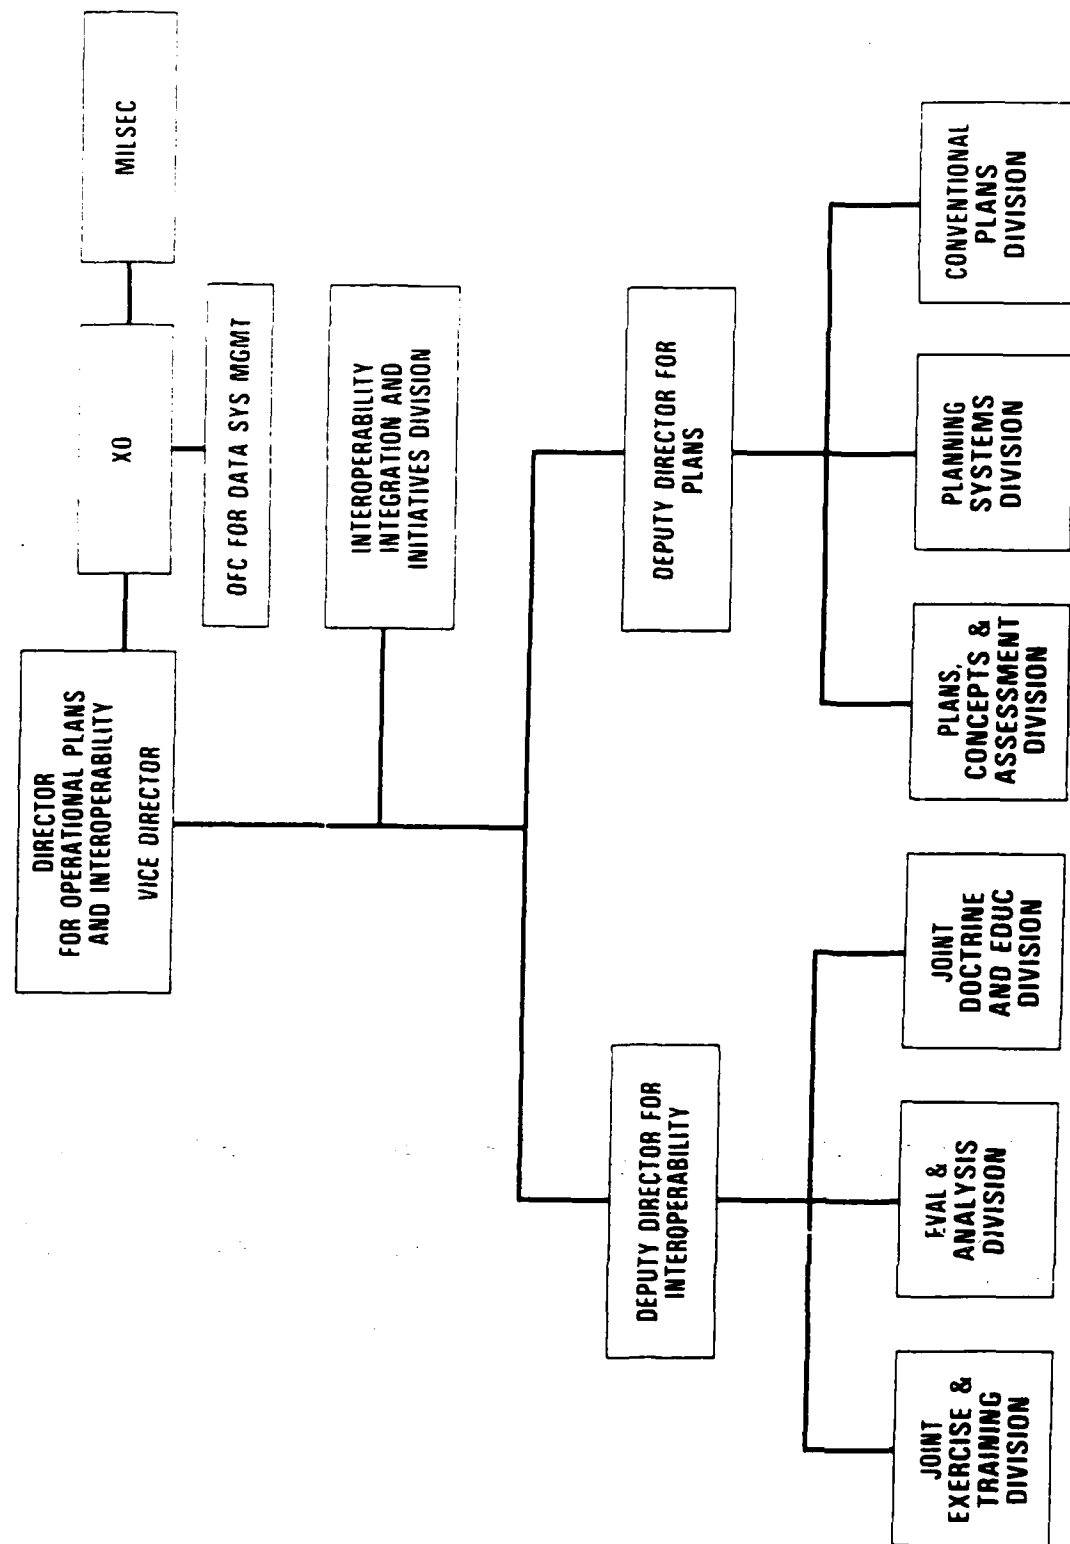 DIRECTOR
FOR OPERATIONAL PLANS
AND INTEROPERABILITY
VICE DIRECTOR
XO
MILSEC
OFC FOR DATA SYS MGMT
INTEROPERABILITY
INTEGRATION AND
INITIATIVES DIVISION
DEPUTY DIRECTOR FOR
INTEROPERABILITY
DEPUTY DIRECTOR FOR
PLANS
JOINT
EXERCISE &
TRAINING
DIVISION
EVAL &
ANALYSIS
DIVISION
JOINT
DOCTRINE
AND EDUC
DIVISION
PLANS,
CONCEPTS &
ASSESSMENT
DIVISION
PLANNING
SYSTEMS
DIVISION
CONVENTIONAL
PLANS
DIVISION